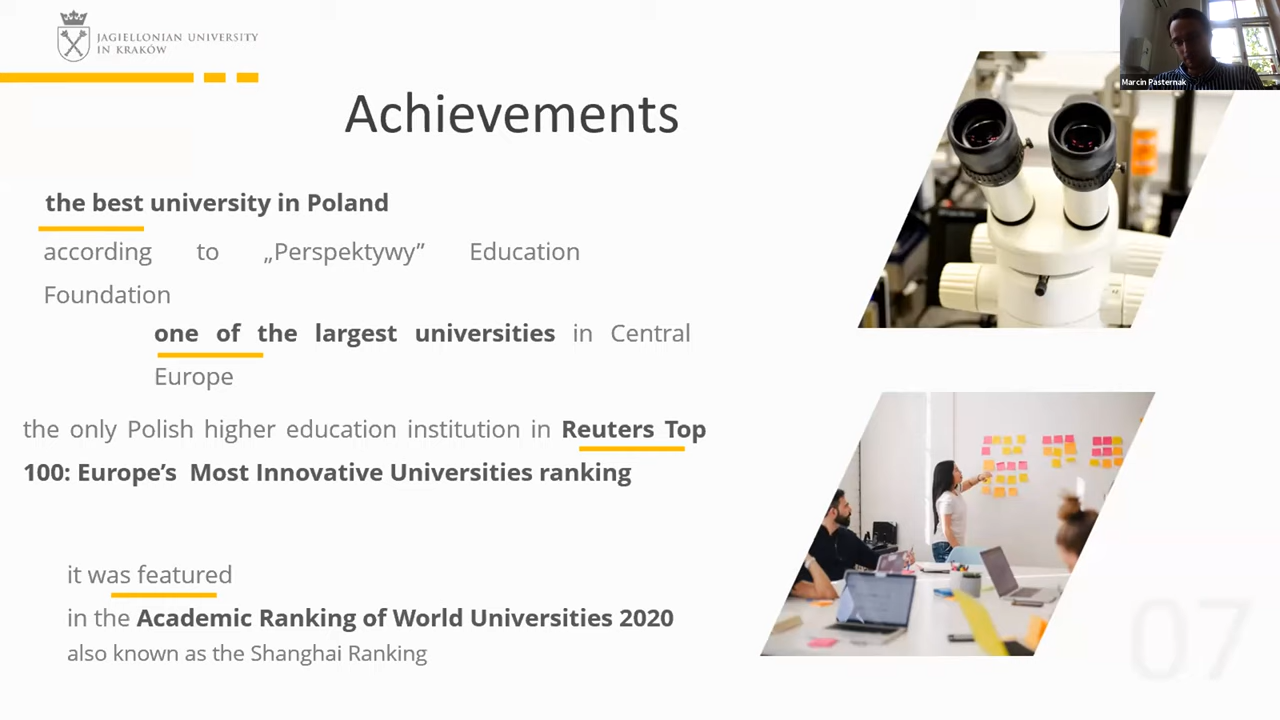 JAGIELLONIAN UNIVERSITY
IN KRAKÓW
Marcin Pasternak
Achievements
the best university in Poland
according to „Perspektywy” Education
Foundation
one of the largest universities in Central
Europe
the only Polish higher education institution in Reuters Top
100: Europe’s Most Innovative Universities ranking
it was featured
in the Academic Ranking of World Universities 2020
also known as the Shanghai Ranking
07